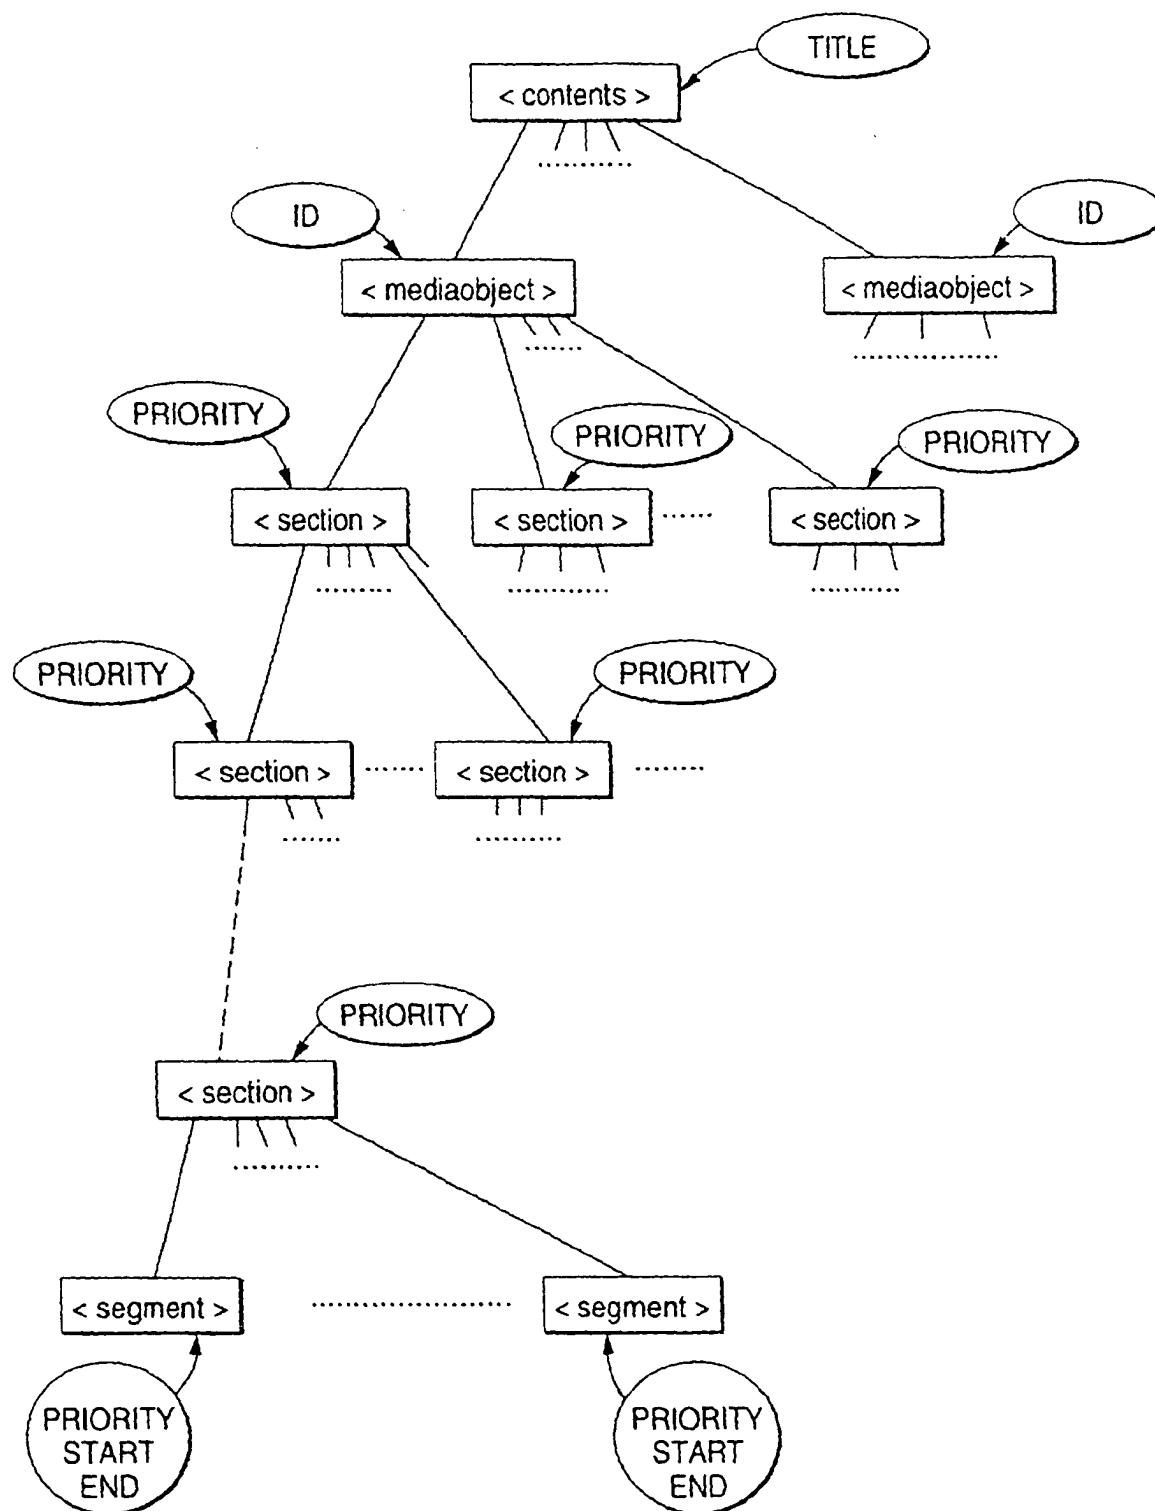 TITLE
< contents >
ID
ID
< mediaobject >
< mediaobject >
PRIORITY
PRIORITY
PRIORITY
< section >
< section >
< section >
PRIORITY
PRIORITY
< section >
< section >
PRIORITY
< section >
< segment >
< segment >
PRIORITY
START
END
PRIORITY
START
END